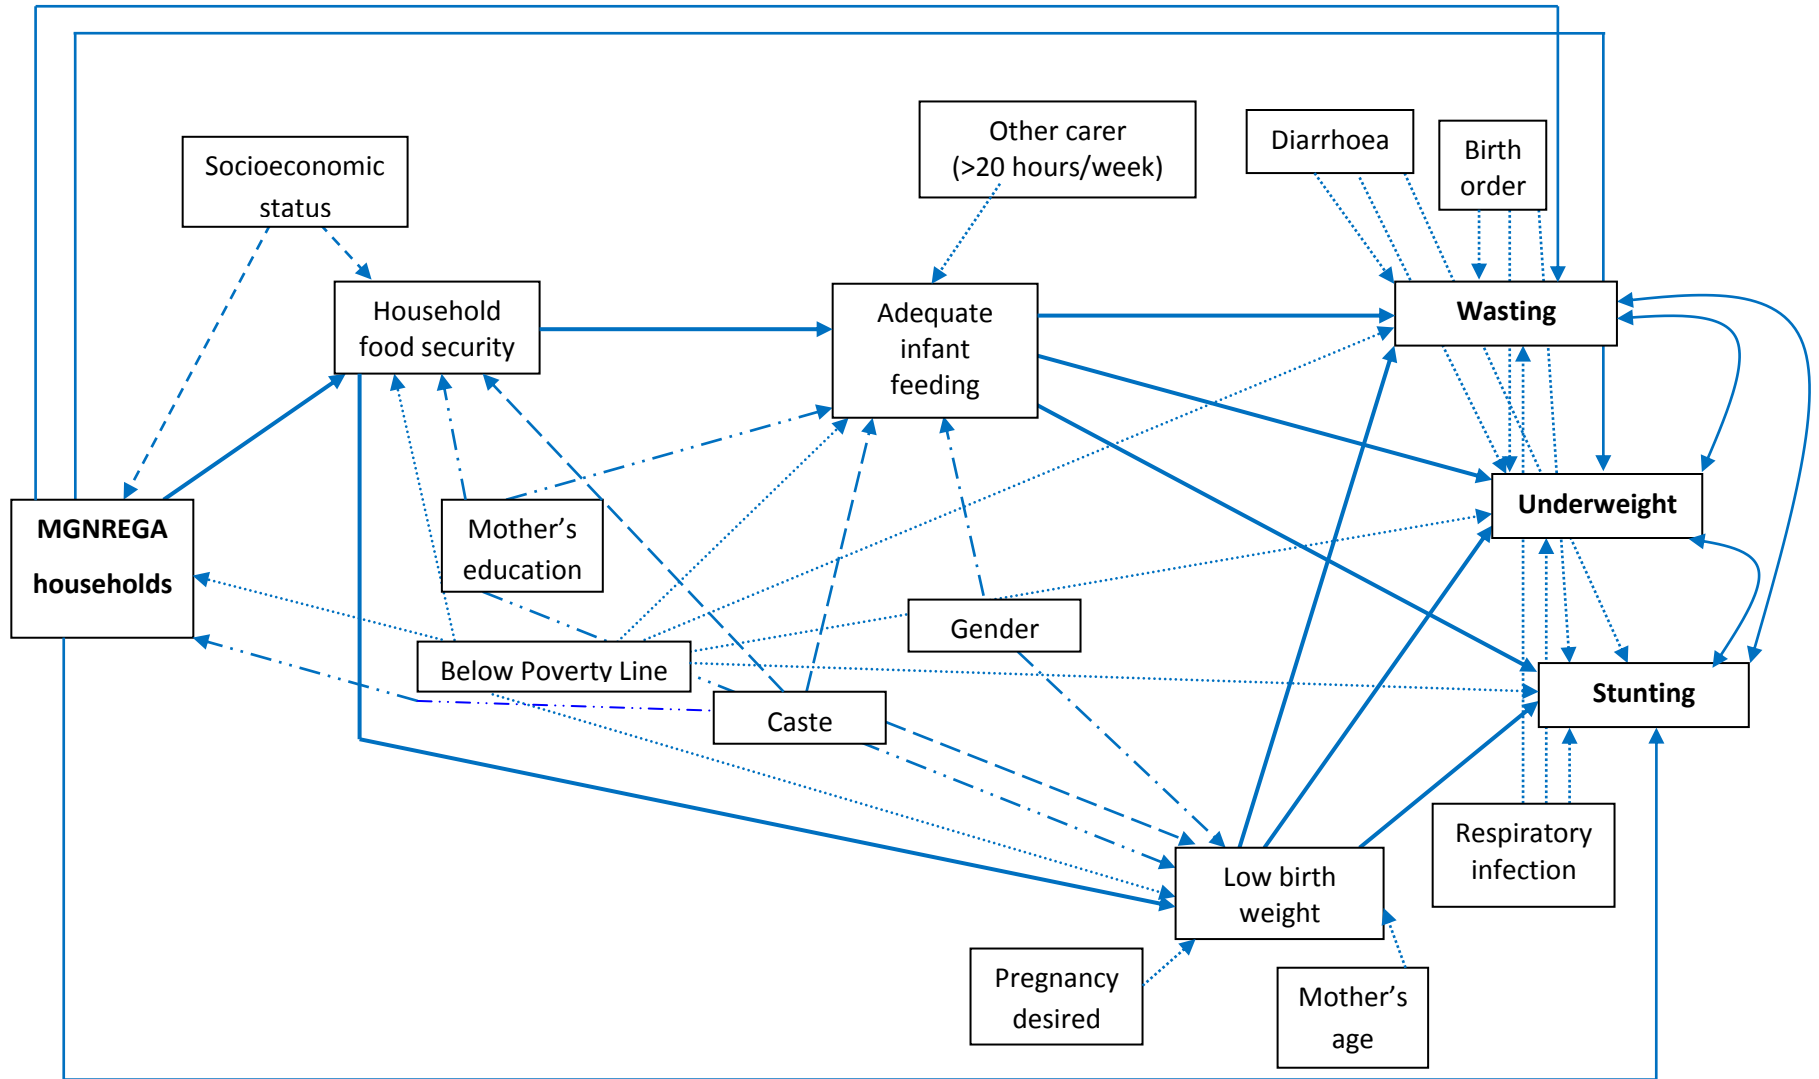 Other carer
(>20 hours/week)
Diarrhoea
Birth
order
Socioeconomic
status
Household
food security
Adequate
infant
feeding
Wasting
MGNREGA
households
Mother’s
education
Underweight
Gender
Below Poverty Line
Caste
Stunting
Respiratory
infection
Low birth
weight
Pregnancy
desired
Mother’s
age